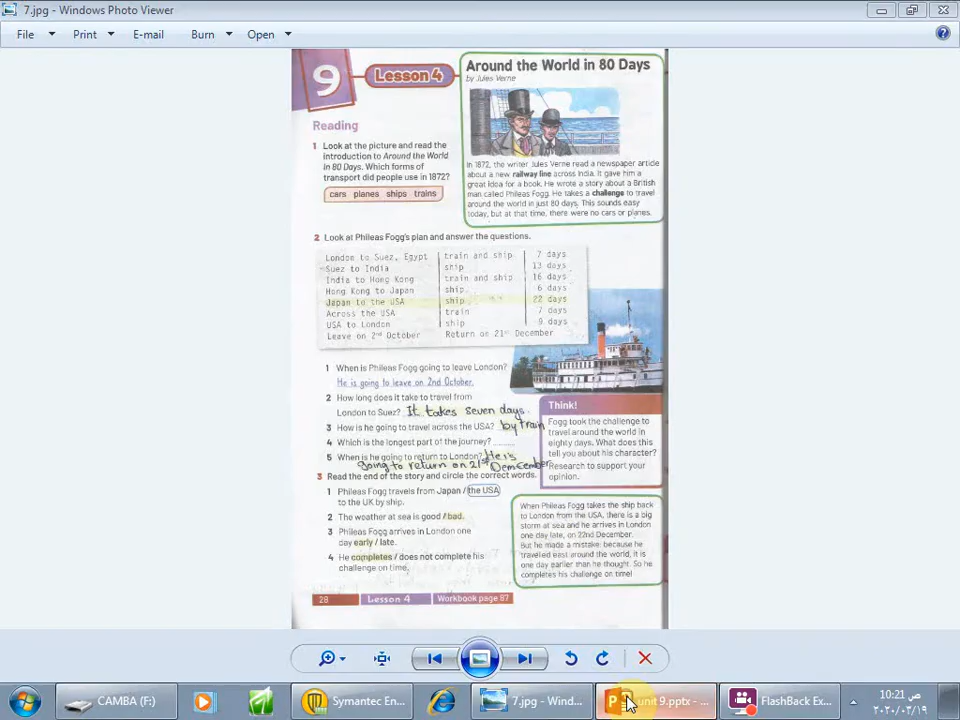 7.jpg - Windows Photo Viewer
File Print E-mail Burn Open
9
Lesson 4
Around the World in 80 Days
by Jules Verne
Reading
1 Look at the picture and read the
introduction to Around the World
in 80 Days. Which forms of
transport did people use in 1872?
cars planes ships trains
In 1872, the writer Jules Verne read a newspaper article
about a new railway line across India. It gave him a
great idea for a book. He wrote a story about a British
man called Phileas Fogg. He takes a challenge to travel
around the world in just 80 days. This sounds easy
today, but at that time, there were no cars or planes.
2 Look at Phileas Fogg's plan and answer the questions.
London to Suez, Egypt train and ship 7 days
Suez to India ship 13 days
India to Hong Kong train and ship 16 days
Hong Kong to Japan ship 6 days
Japan to the USA ship 22 days
Across the USA train 7 days
USA to London ship 9 days
Leave on 2nd October Return on 21st December
1 When is Phileas Fogg going to leave London?
He is going to leave on 2nd October.
2 How long does it take to travel from
London to Suez? It takes seven days.
3 How is he going to travel across the USA? by train
4 Which is the longest part of the journey?
5 When is he going to return to London? He is
going to return on 21st Demcember
Think!
Fogg took the challenge to
travel around the world in
eighty days. What does this
tell you about his character?
Research to support your
opinion.
3 Read the end of the story and circle the correct words.
1 Phileas Fogg travels from Japan / the USA
to the UK by ship.
2 The weather at sea is good / bad.
3 Phileas Fogg arrives in London one
day early / late.
4 He completes / does not complete his
challenge on time.
When Phileas Fogg takes the ship back
to London from the USA, there is a big
storm at sea and he arrives in London
one day late, on 22nd December.
But he made a mistake: because he
travelled east around the world, it is
one day earlier than he thought. So he
completes his challenge on time!
28 Lesson 4 Workbook page 87
CAMBA (F:)
Symantec En...
7.jpg - Wind...
unit 9.pptx - ...
FlashBack Ex...
10:21 ص
٢٠٢٠/٠٣/١٩